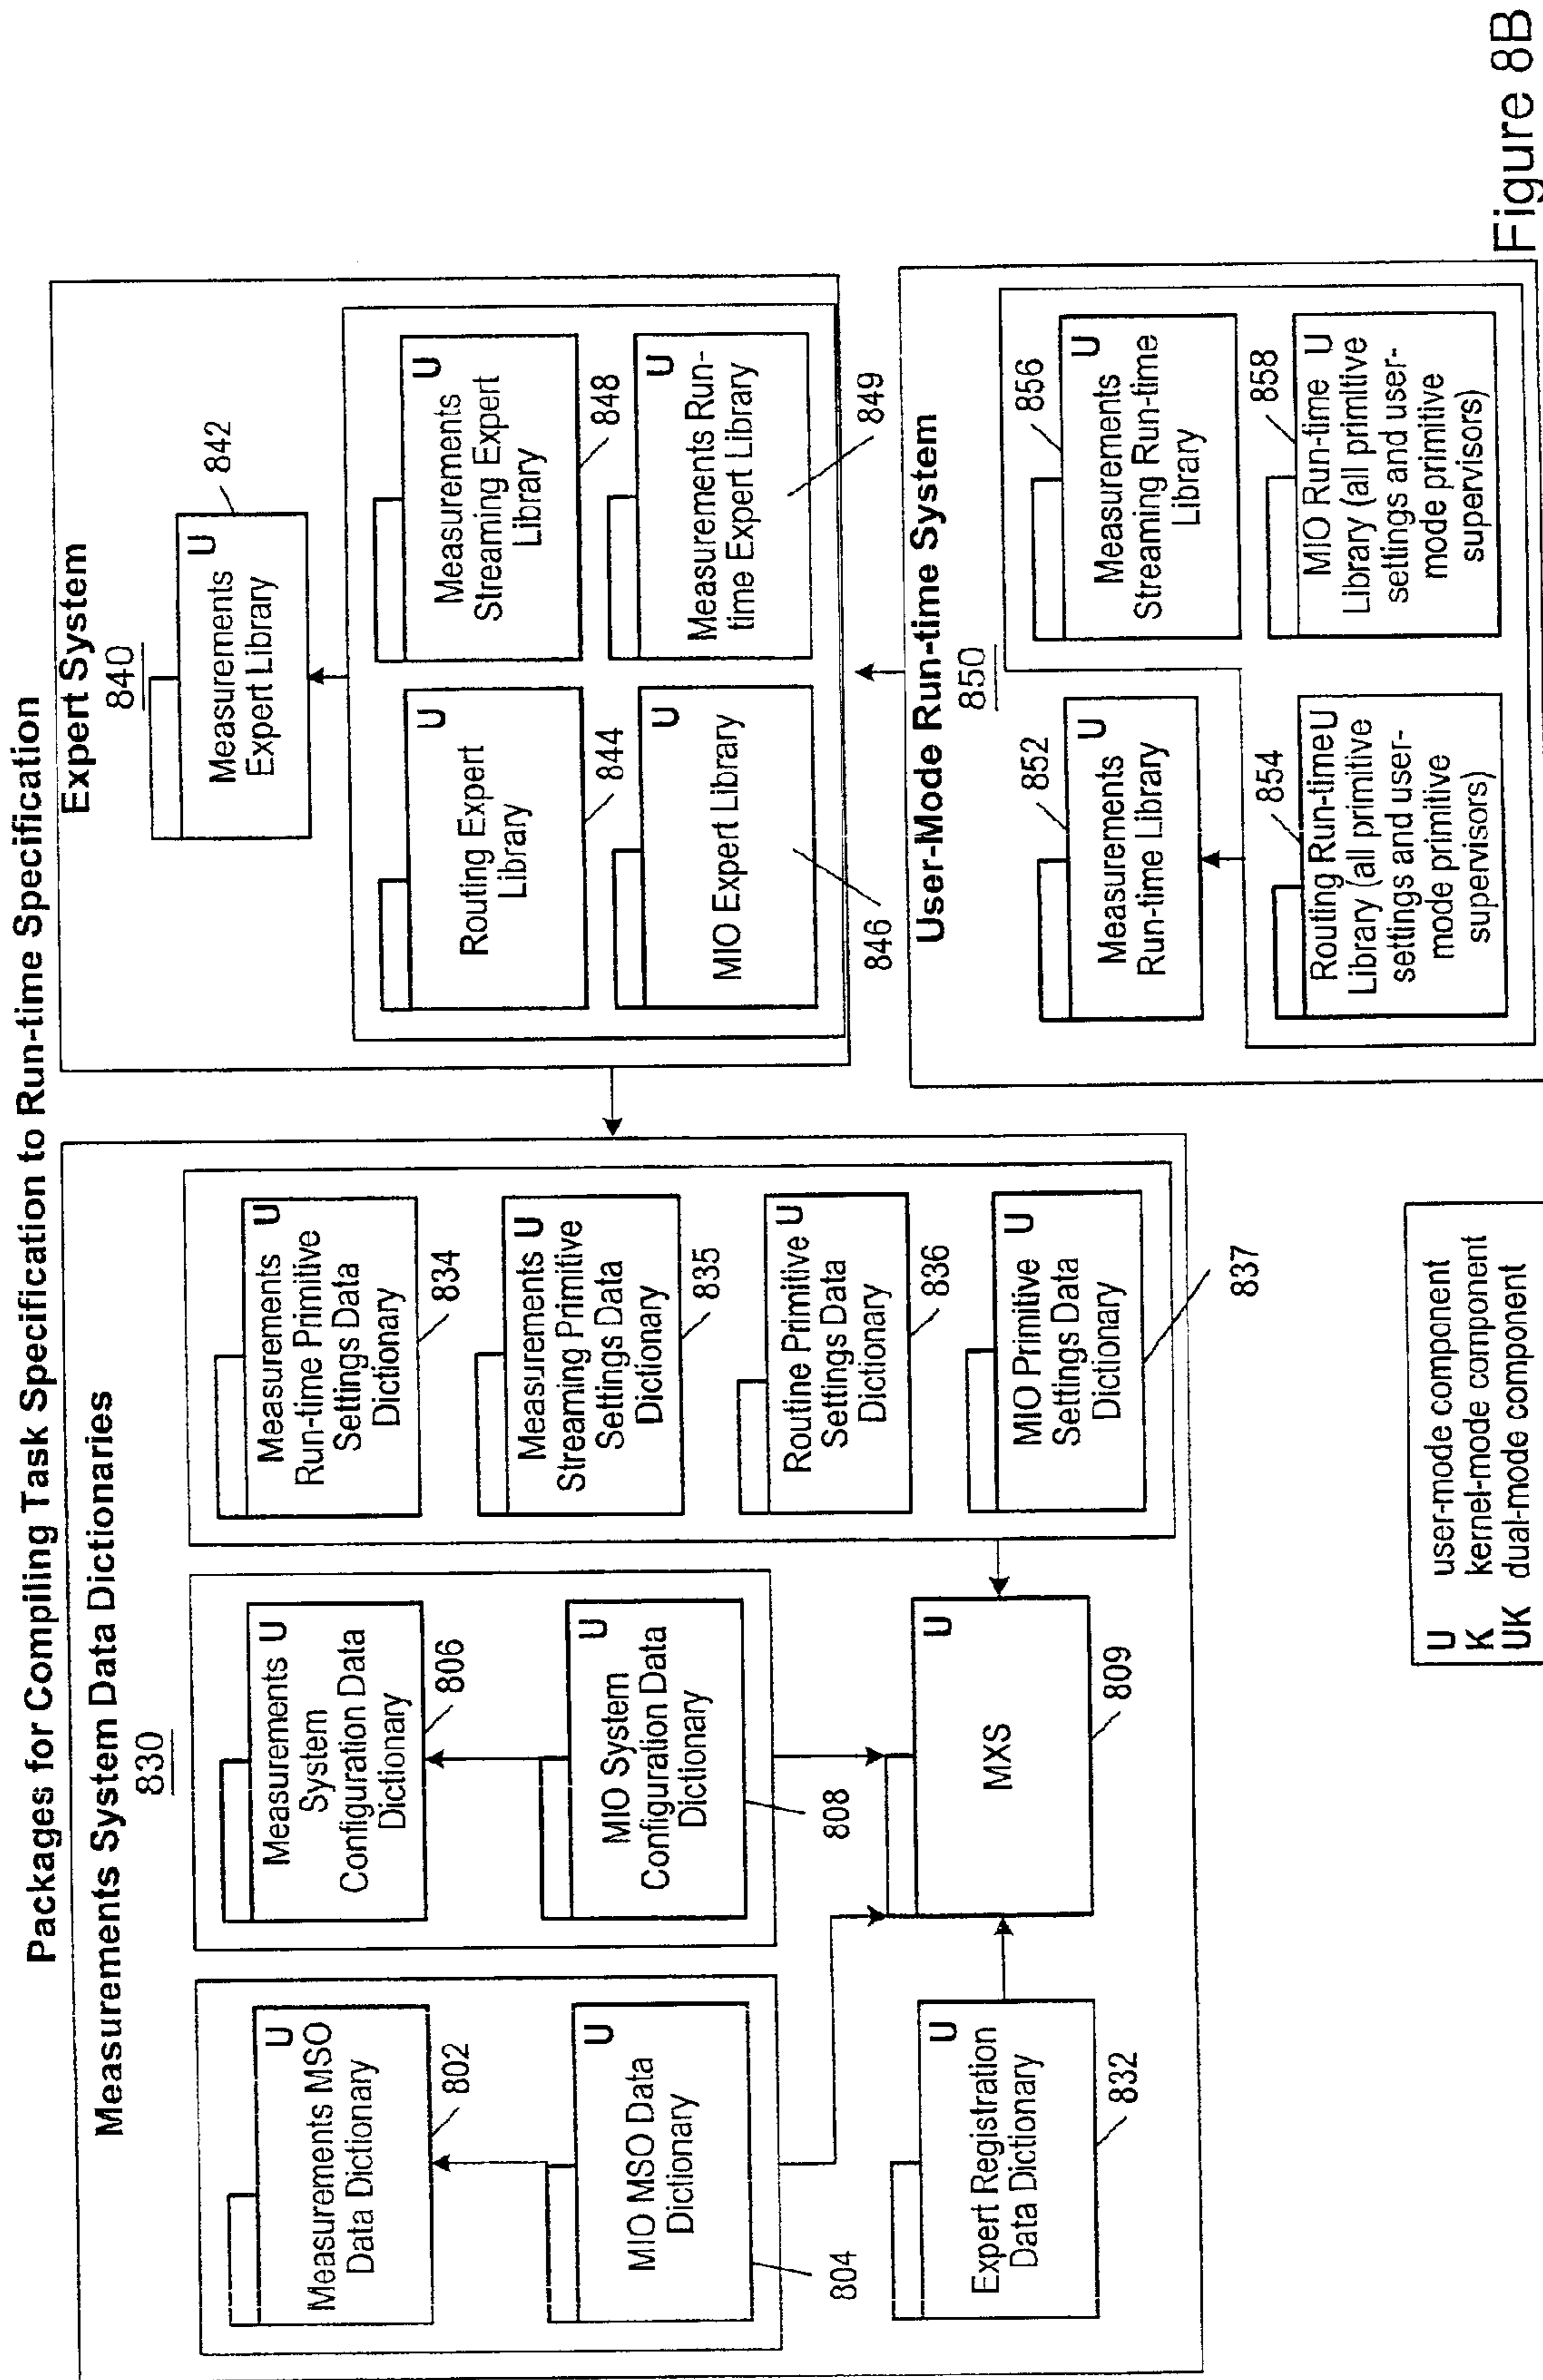 Packages for Compiling Task Specification to Run-time Specification
Measurements System Data Dictionaries
830
Measurements MSO
Data Dictionary
U
802
MIO MSO Data
Dictionary
U
804
Expert Registration
Data Dictionary
U
832
Measurements U
System
Configuration Data
Dictionary
806
MIO System
Configuration Data
Dictionary
U
808
MXS
U
809
Measurements
Run-time Primitive
Settings Data
Dictionary
U
834
Measurements U
Streaming Primitive
Settings Data
Dictionary
835
Routine Primitive U
Settings Data
Dictionary
836
MIO Primitive
Settings Data
Dictionary
U
837
Expert System
840
Measurements
Expert Library
U
842
Routing Expert
Library
U
844
Measurements
Streaming Expert
Library
U
848
MIO Expert Library
U
846
Measurements Run-
time Expert Library
U
849
User-Mode Run-time System
850
Measurements
Run-time Library
U
852
Measurements
Streaming Run-time
Library
U
856
Routing Run-timeU
Library (all primitive
settings and user-
mode primitive
supervisors)
854
MIO Run-time U
Library (all primitive
settings and user-
mode primitive
supervisors)
858
U user-mode component
K kernel-mode component
UK dual-mode component
Figure 8B